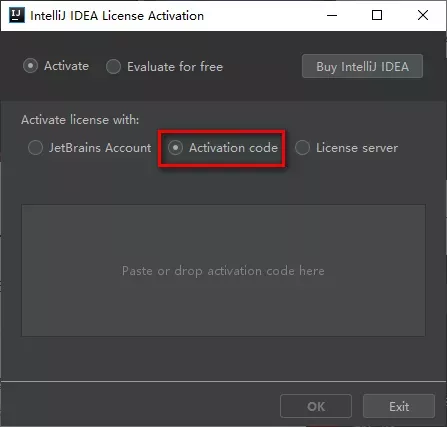 IntelliJ IDEA License Activation
Activate Evaluate for free Buy IntelliJ IDEA
Activate license with:
JetBrains Account Activation code License server
Paste or drop activation code here
OK Exit